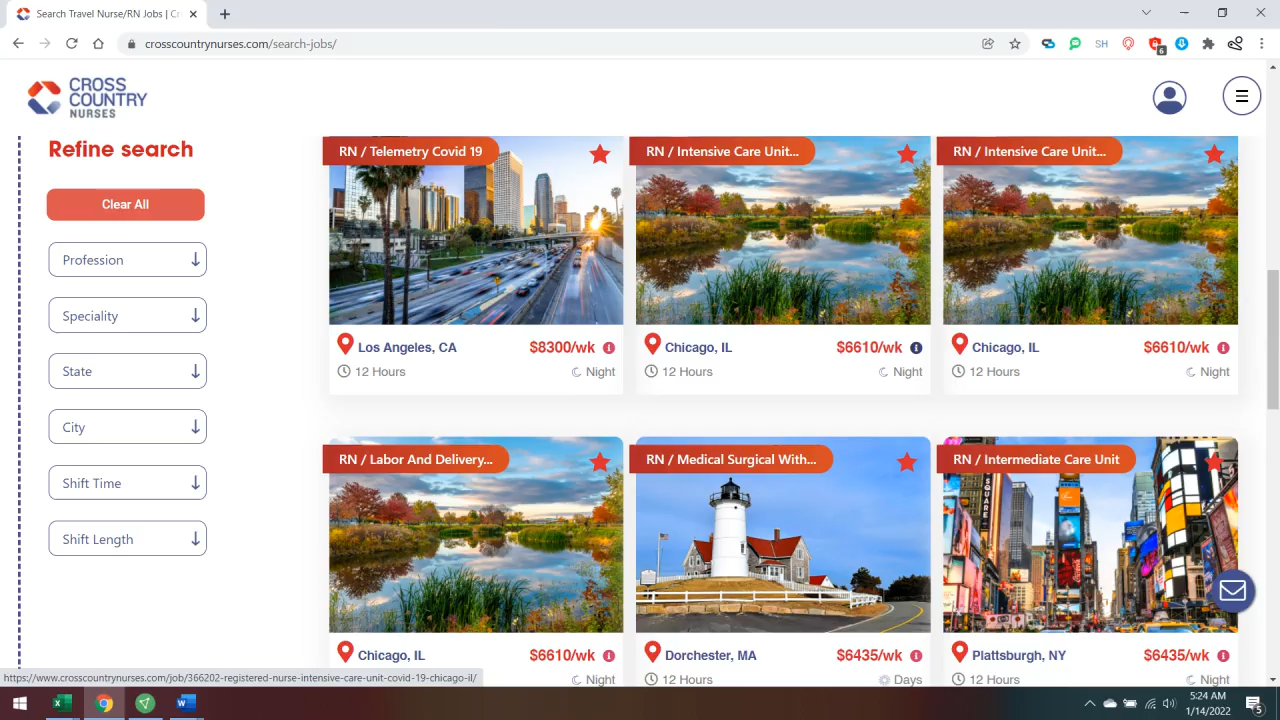 Search Travel Nurse/RN Jobs | Cr
crosscountrynurses.com/search-jobs/
SH
6
CROSS
COUNTRY
NURSES
Refine search
Clear All
Profession
Speciality
State
City
Shift Time
Shift Length
RN / Telemetry Covid 19
Los Angeles, CA $8300/wk
12 Hours Night
RN / Intensive Care Unit...
Chicago, IL $6610/wk
12 Hours Night
RN / Intensive Care Unit...
Chicago, IL $6610/wk
12 Hours Night
RN / Labor And Delivery...
Chicago, IL $6610/wk
Night
RN / Medical Surgical With...
Dorchester, MA $6435/wk
12 Hours Days
RN / Intermediate Care Unit
SQUARE
Plattsburgh, NY $6435/wk
12 Hours Night
https://www.crosscountrynurses.com/job/366202-registered-nurse-intensive-care-unit-covid-19-chicago-il/
5:24 AM
1/14/2022
5